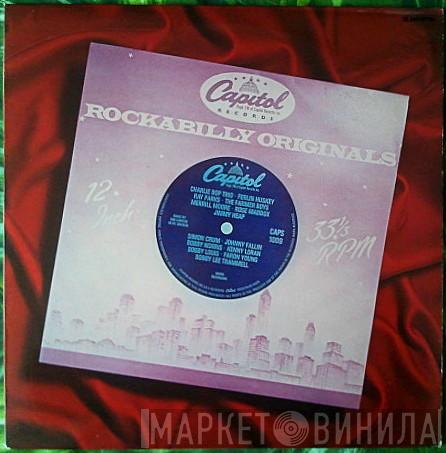 Capitol
RECORDS
ROCKABILLY ORIGINALS
12
Inch
33⅓
RPM
Capitol
CHARLIE BOP TRIO · FERLIN HUSKEY
RAY PARKS · THE FARMER BOYS
MERRILL MOORE · ROSE MADDOX
JIMMY HEAP
CAPS
1009
SIMON CRUM · JOHNNY FALLIN
BOBBY NORRIS · KENNY LORAN
BOBBY LOUIS · FARON YOUNG
BOBBY LEE TRAMMELL
МАРКЕТ ВИНИЛА